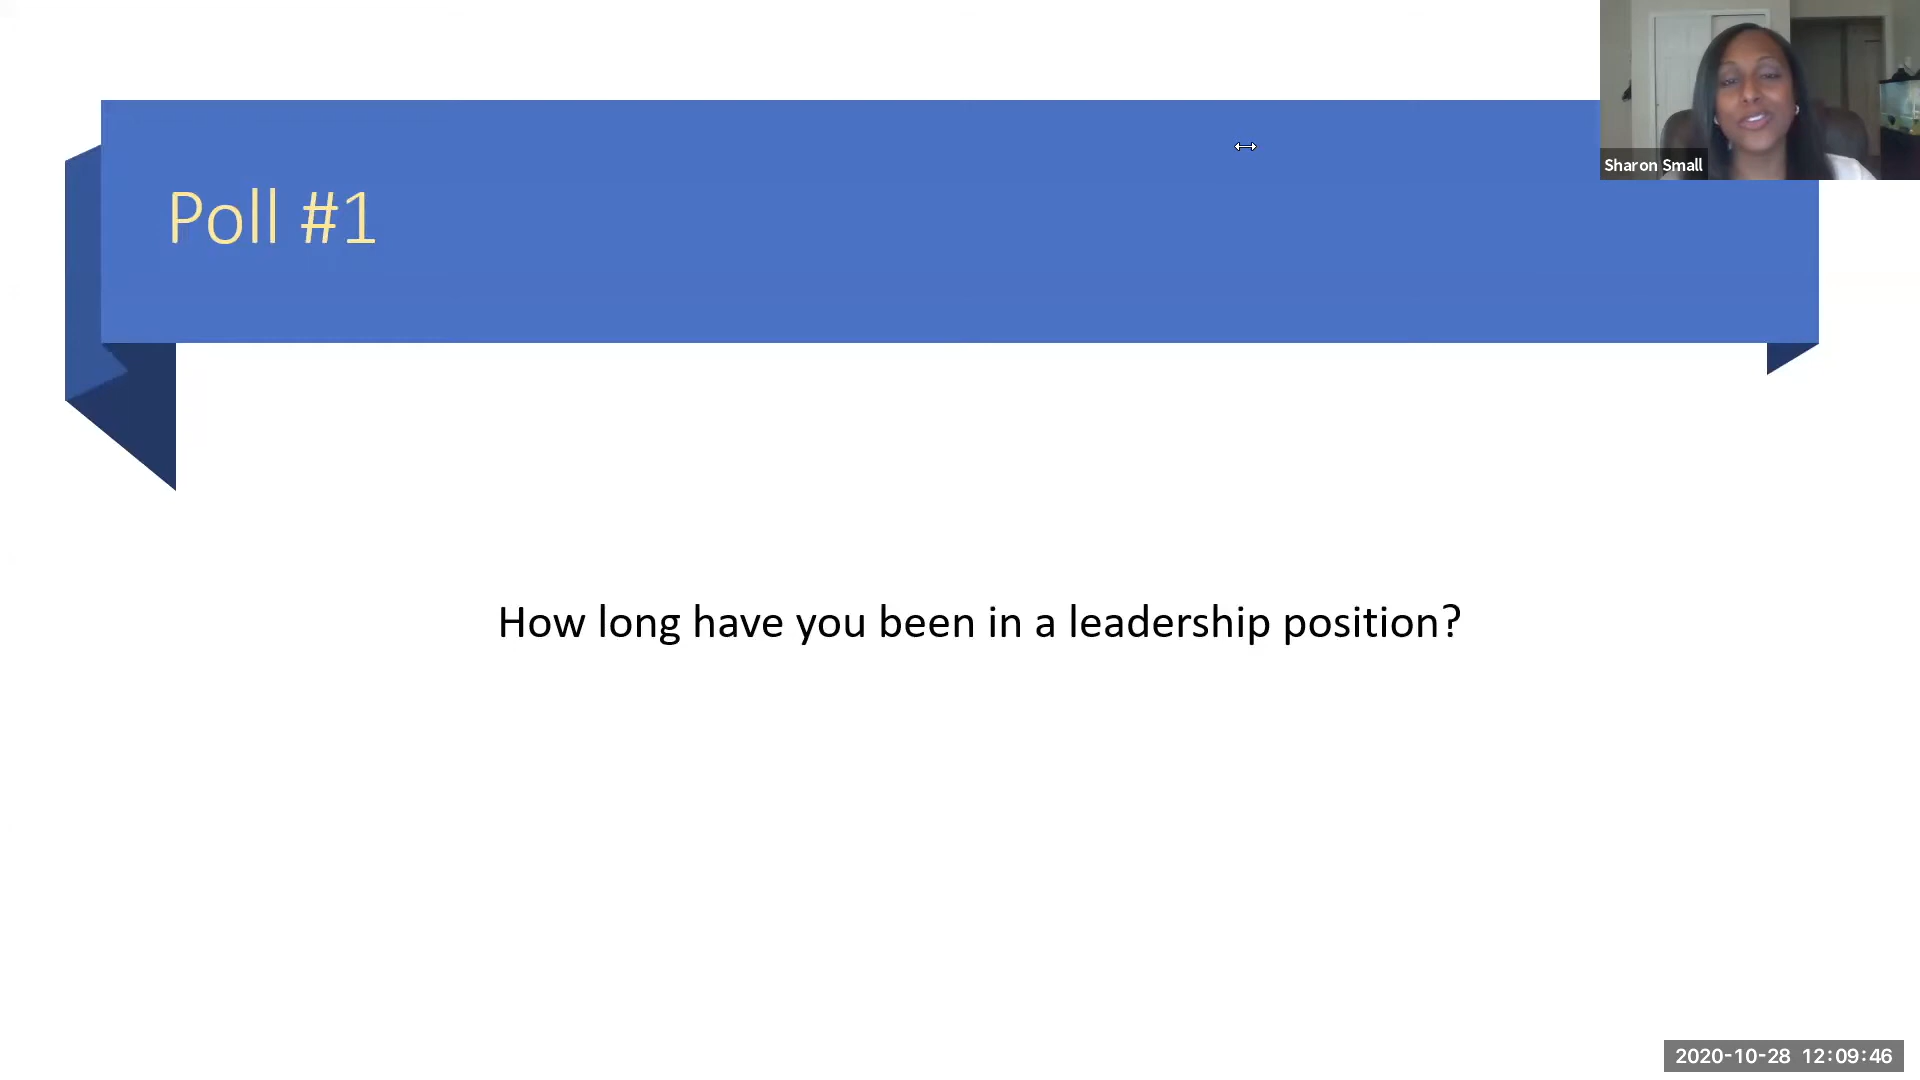 Sharon Small
Poll #1
How long have you been in a leadership position?
2020-10-28 12:09:46